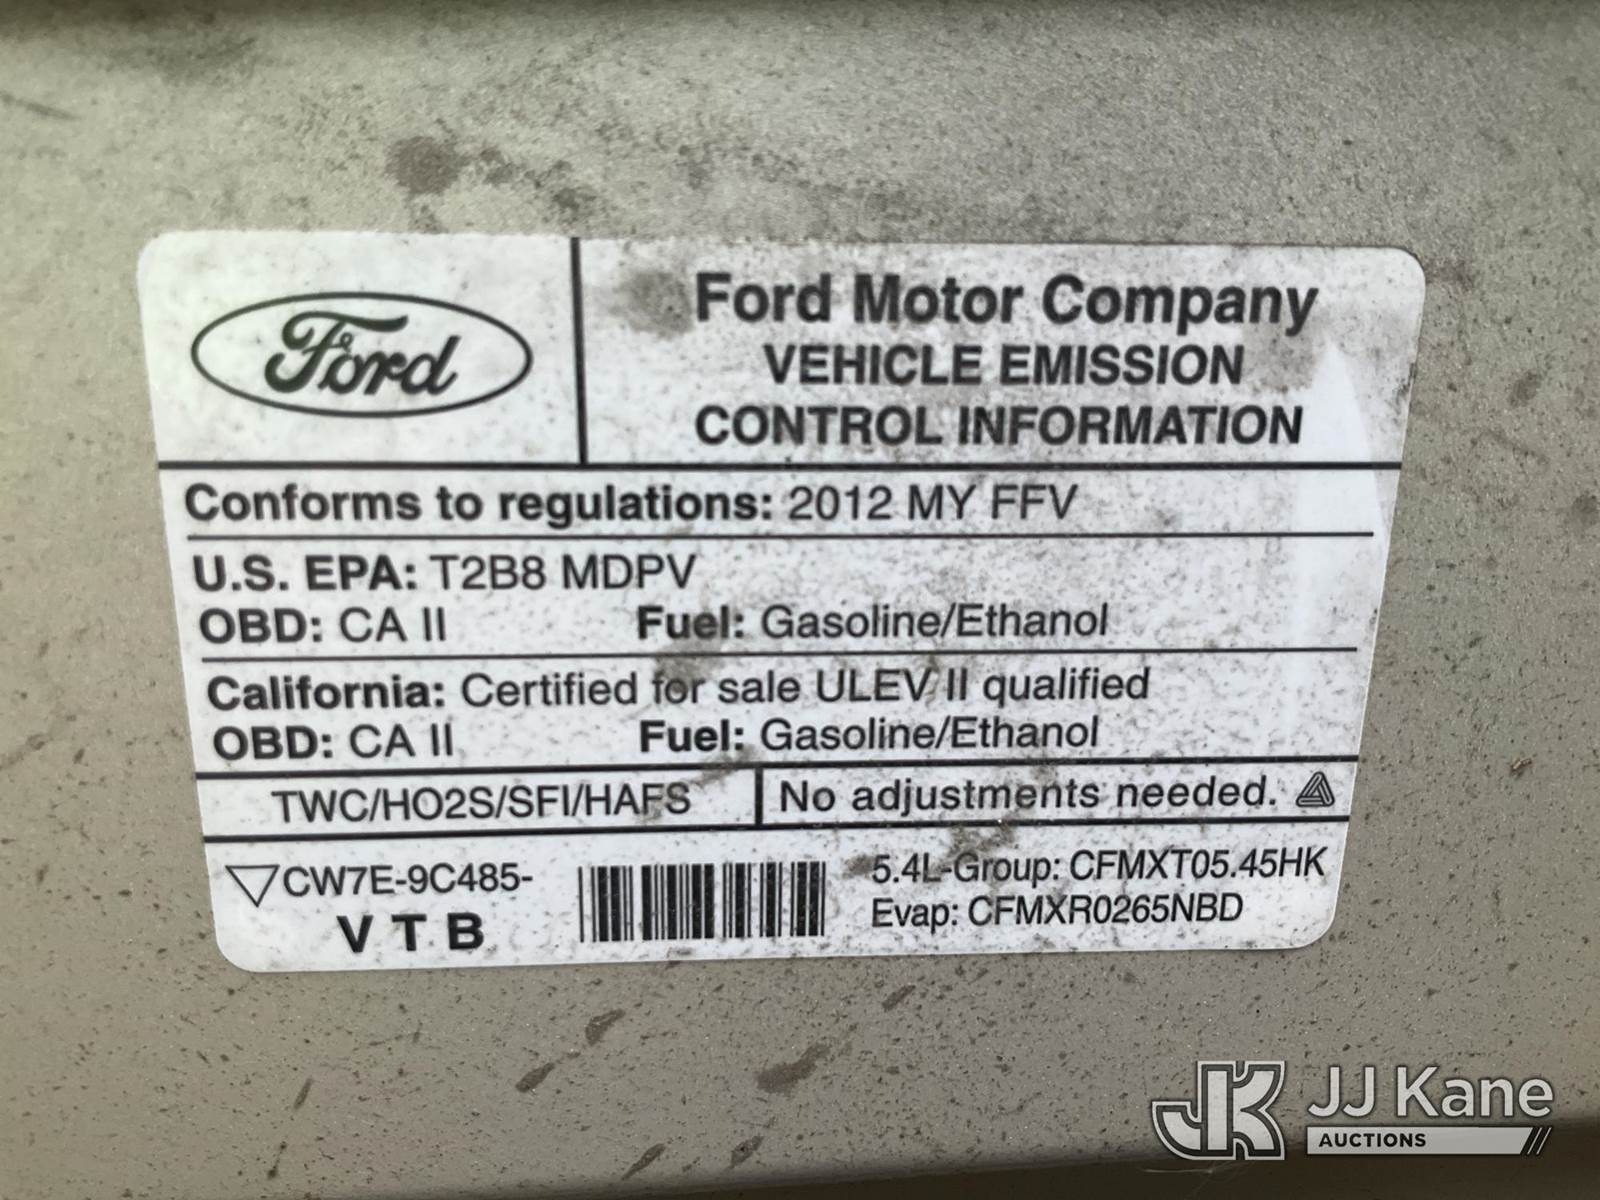 Ford
Ford Motor Company
VEHICLE EMISSION
CONTROL INFORMATION
Conforms to regulations: 2012 MY FFV
U.S. EPA: T2B8 MDPV
OBD: CA II Fuel: Gasoline/Ethanol
California: Certified for sale ULEV II qualified
OBD: CA II Fuel: Gasoline/Ethanol
TWC/HO2S/SFI/HAFS
No adjustments needed.
CW7E-9C485-
VTB
5.4L-Group: CFMXT05.45HK
Evap: CFMXR0265NBD
JK JJ Kane
AUCTIONS